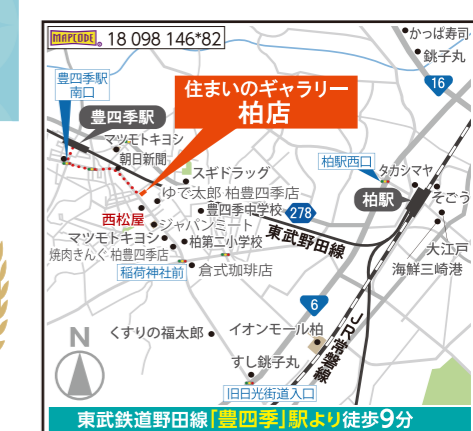 MAPCODE® 18 098 146*82
かっぱ寿司
銚子丸
16
豊四季駅
南口
豊四季駅
住まいのギャラリー
柏店
マツモトキヨシ
朝日新聞
スギドラッグ
ゆで太郎 柏豊四季店
豊四季中学校
278
柏駅西口
タカシマヤ
柏駅
そごう
西松屋
ジャパンミート
マツモトキヨシ
柏第二小学校
東武野田線
焼肉きんぐ 柏豊四季店
稲荷神社前
倉式珈琲店
大江戸
海鮮三崎港
6
N
くすりの福太郎
イオンモール柏
JR常磐線
すし銚子丸
旧日光街道入口
東武鉄道野田線「豊四季」駅より徒歩9分